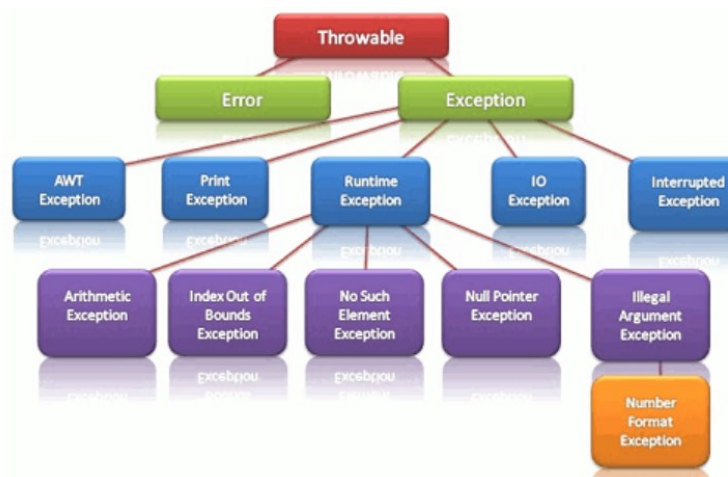 Throwable
Error
Exception
AWT
Exception
Print
Exception
Runtime
Exception
IO
Exception
Interrupted
Exception
Arithmetic
Exception
Index Out of
Bounds
Exception
No Such
Element
Exception
Null Pointer
Exception
Illegal
Argument
Exception
Number
Format
Exception